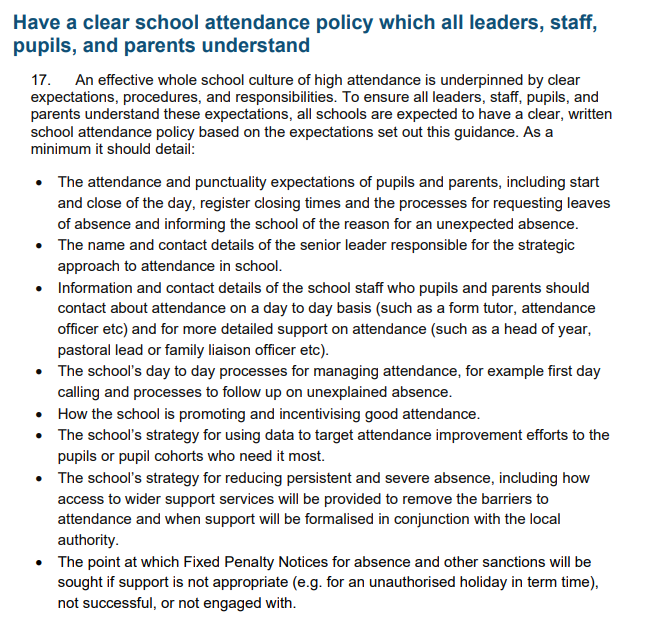 Have a clear school attendance policy which all leaders, staff,
pupils, and parents understand
17. An effective whole school culture of high attendance is underpinned by clear
expectations, procedures, and responsibilities. To ensure all leaders, staff, pupils, and
parents understand these expectations, all schools are expected to have a clear, written
school attendance policy based on the expectations set out this guidance. As a
minimum it should detail:
• The attendance and punctuality expectations of pupils and parents, including start
and close of the day, register closing times and the processes for requesting leaves
of absence and informing the school of the reason for an unexpected absence.
• The name and contact details of the senior leader responsible for the strategic
approach to attendance in school.
• Information and contact details of the school staff who pupils and parents should
contact about attendance on a day to day basis (such as a form tutor, attendance
officer etc) and for more detailed support on attendance (such as a head of year,
pastoral lead or family liaison officer etc).
• The school's day to day processes for managing attendance, for example first day
calling and processes to follow up on unexplained absence.
• How the school is promoting and incentivising good attendance.
• The school's strategy for using data to target attendance improvement efforts to the
pupils or pupil cohorts who need it most.
• The school's strategy for reducing persistent and severe absence, including how
access to wider support services will be provided to remove the barriers to
attendance and when support will be formalised in conjunction with the local
authority.
• The point at which Fixed Penalty Notices for absence and other sanctions will be
sought if support is not appropriate (e.g. for an unauthorised holiday in term time),
not successful, or not engaged with.